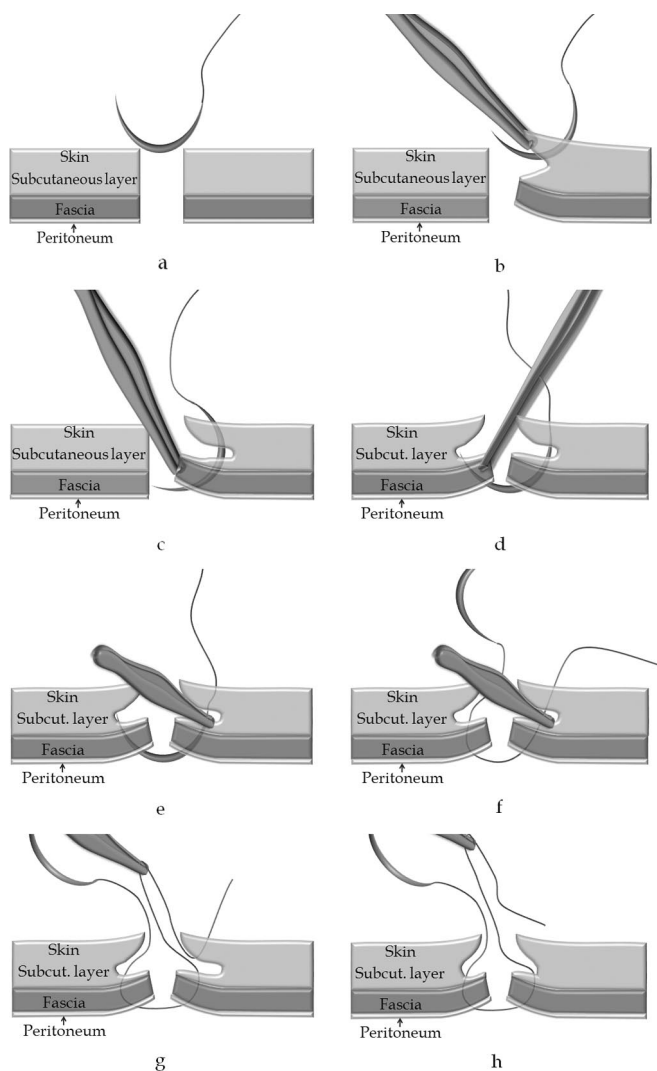 Skin
Subcutaneous layer
Fascia
Peritoneum
a
Skin
Subcutaneous layer
Fascia
Peritoneum
b
Skin
Subcutaneous layer
Fascia
Peritoneum
c
Skin
Subcut. layer
Fascia
Peritoneum
d
Skin
Subcut. layer
Fascia
Peritoneum
e
Skin
Subcut. layer
Fascia
Peritoneum
f
Skin
Subcut. layer
Fascia
Peritoneum
g
Skin
Subcut. layer
Fascia
Peritoneum
h